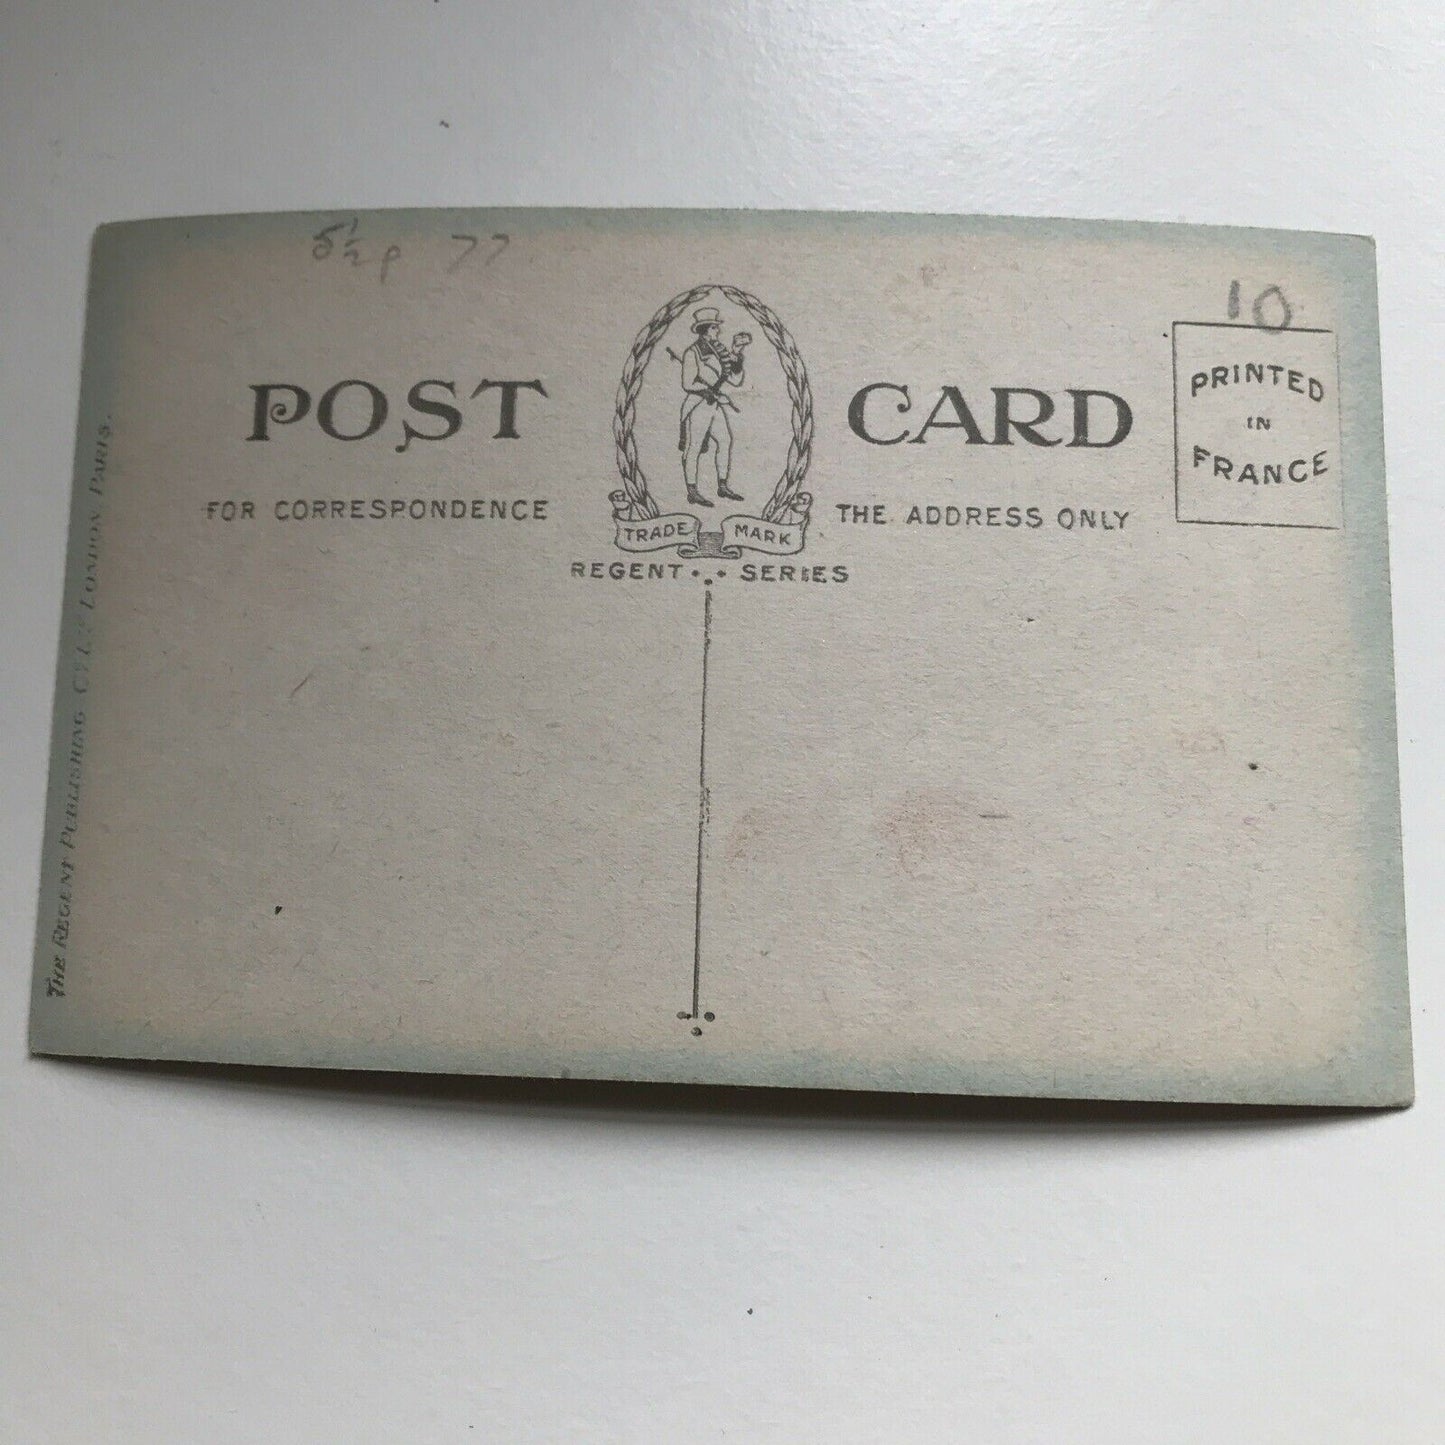 5½p 77
10
POST CARD
PRINTED
IN
FRANCE
FOR CORRESPONDENCE
THE ADDRESS ONLY
TRADE MARK
REGENT SERIES
THE REGENT PUBLISHING Co LTD LONDON PARIS.